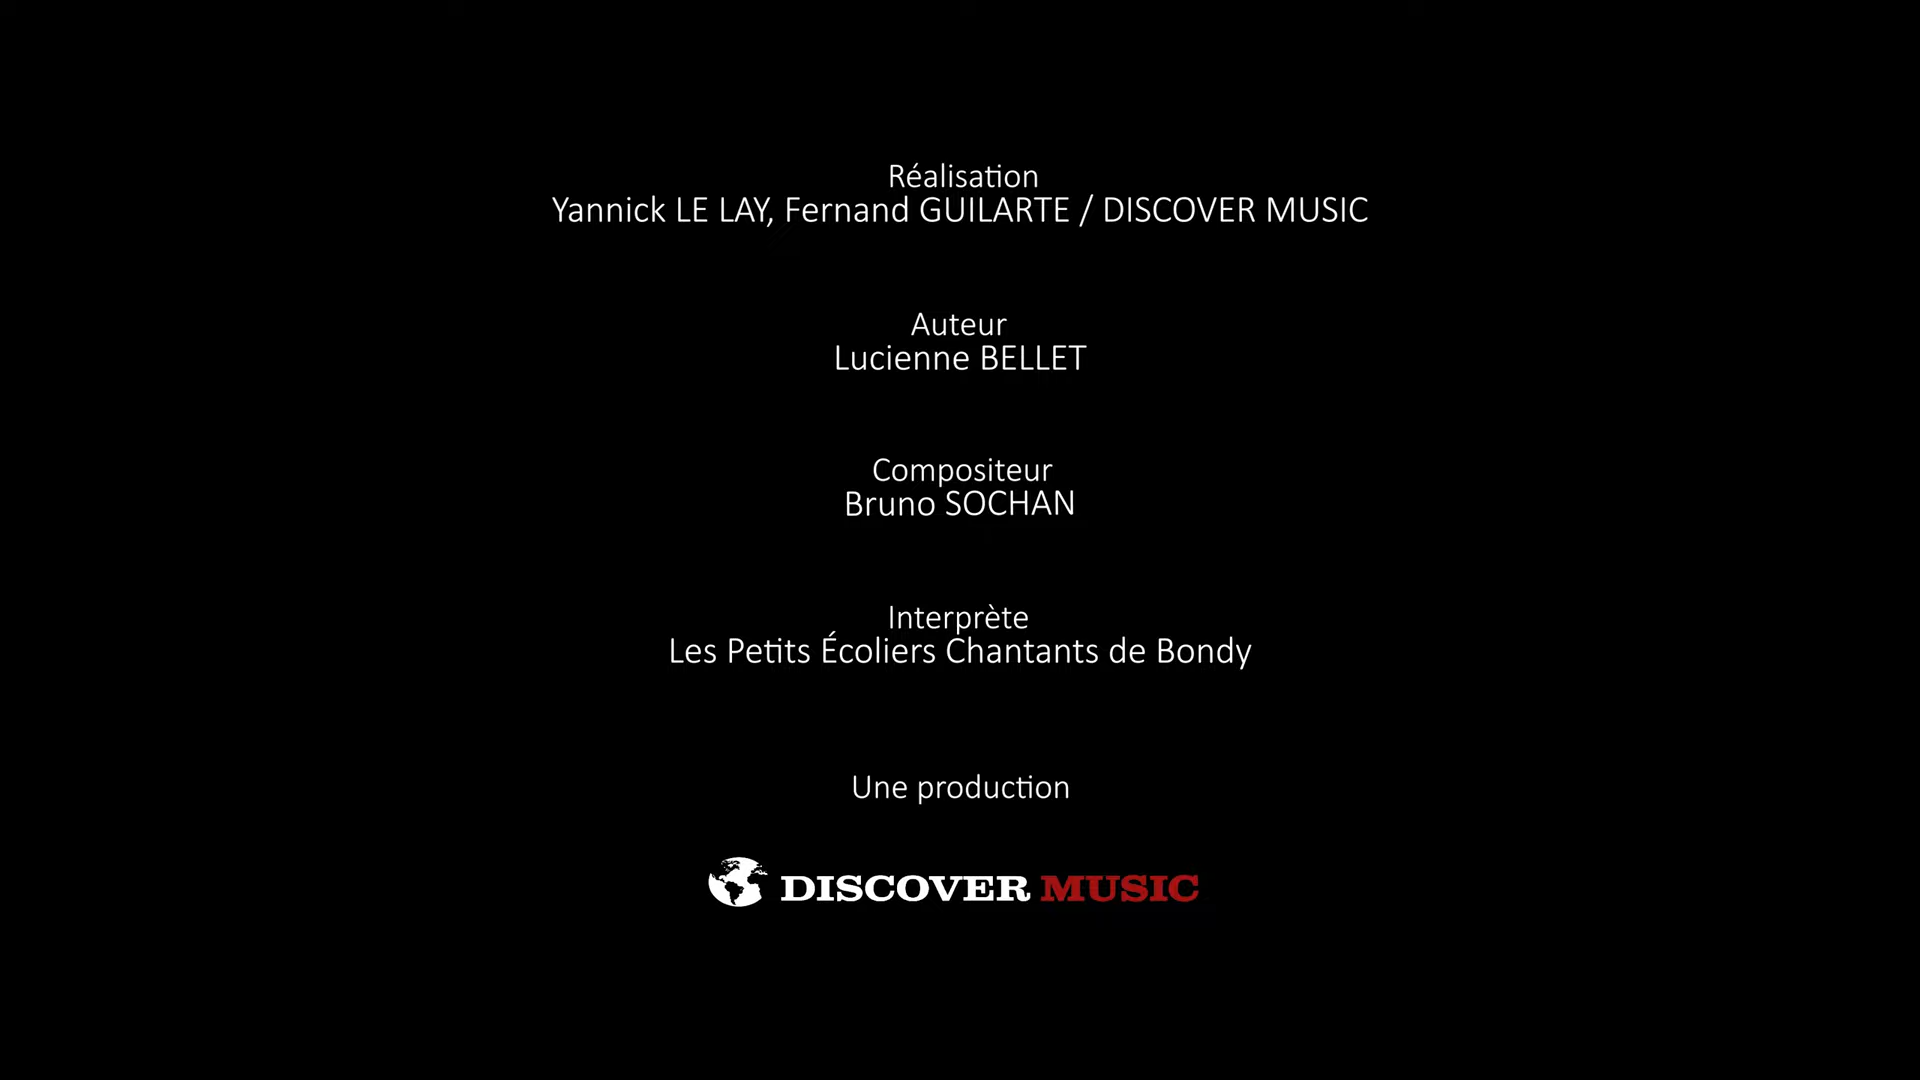 Réalisation
Yannick LE LAY, Fernand GUILARTE / DISCOVER MUSIC
Auteur
Lucienne BELLET
Compositeur
Bruno SOCHAN
Interprète
Les Petits Écoliers Chantants de Bondy
Une production
DISCOVER MUSIC